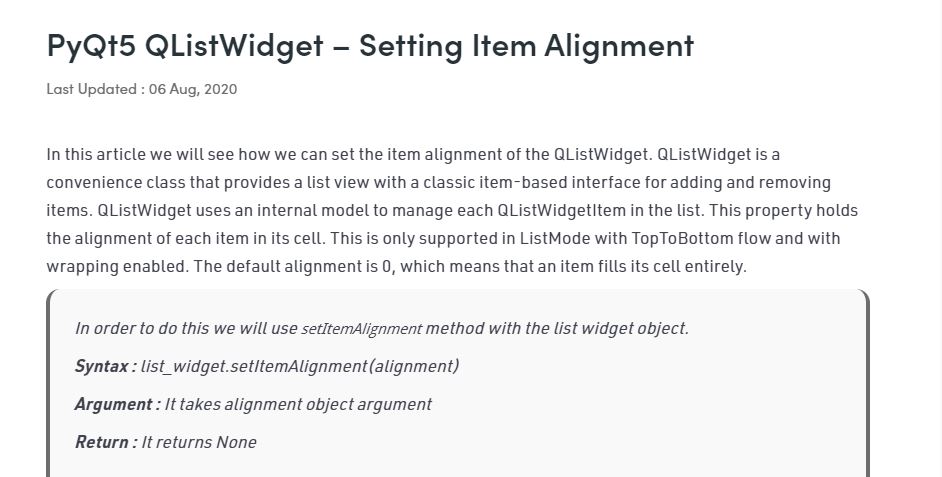 PyQt5 QListWidget – Setting Item Alignment
Last Updated : 06 Aug, 2020
In this article we will see how we can set the item alignment of the QListWidget. QListWidget is a
convenience class that provides a list view with a classic item-based interface for adding and removing
items. QListWidget uses an internal model to manage each QListWidgetItem in the list. This property holds
the alignment of each item in its cell. This is only supported in ListMode with TopToBottom flow and with
wrapping enabled. The default alignment is 0, which means that an item fills its cell entirely.
In order to do this we will use setItemAlignment method with the list widget object.
Syntax : list_widget.setItemAlignment(alignment)
Argument : It takes alignment object argument
Return : It returns None